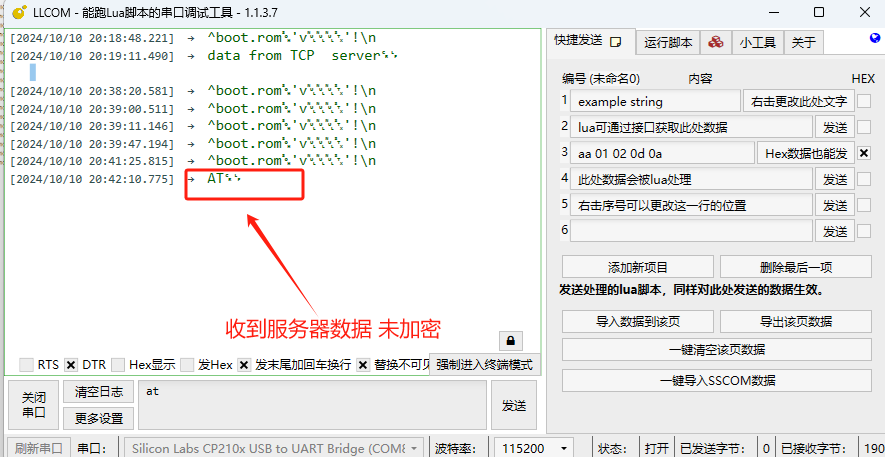 LLCOM - 能跑Lua脚本的串口调试工具 - 1.1.3.7
[2024/10/10 20:18:48.221] → ^boot.rom␖'v␖␖␖␖'!\n
[2024/10/10 20:19:11.490] → data from TCP  server␍␊
[2024/10/10 20:38:20.581] → ^boot.rom
[2024/10/10 20:39:00.511] → ^boot.rom
[2024/10/10 20:39:11.146] → ^boot.rom
[2024/10/10 20:39:47.194] → ^boot.rom
[2024/10/10 20:41:25.815] → ^boot.rom
[2024/10/10 20:42:10.775] → AT␍␊
收到服务器数据 未加密
RTS DTR Hex显示 发Hex 发末尾加回车换行 替换不可见 强制进入终端模式
关闭串口 清空日志 更多设置 at 发送
快捷发送 运行脚本 小工具 关于
编号 (未命名0) 内容 HEX
1 example string 右击更改此处文字
2 lua可通过接口获取此处数据 发送
3 aa 01 02 0d 0a Hex数据也能发
4 此处数据会被lua处理 发送
5 右击序号可以更改这一行的位置 发送
6 发送
添加新项目 删除最后一项
发送处理的lua脚本，同样对此处发送的数据生效。
导入数据到该页 导出该页数据
一键清空该页数据
一键导入SSCOM数据
刷新串口 串口: Silicon Labs CP210x USB to UART Bridge (COM 波特率: 115200 状态: 打开 已发送字节: 0 已接收字节: 190